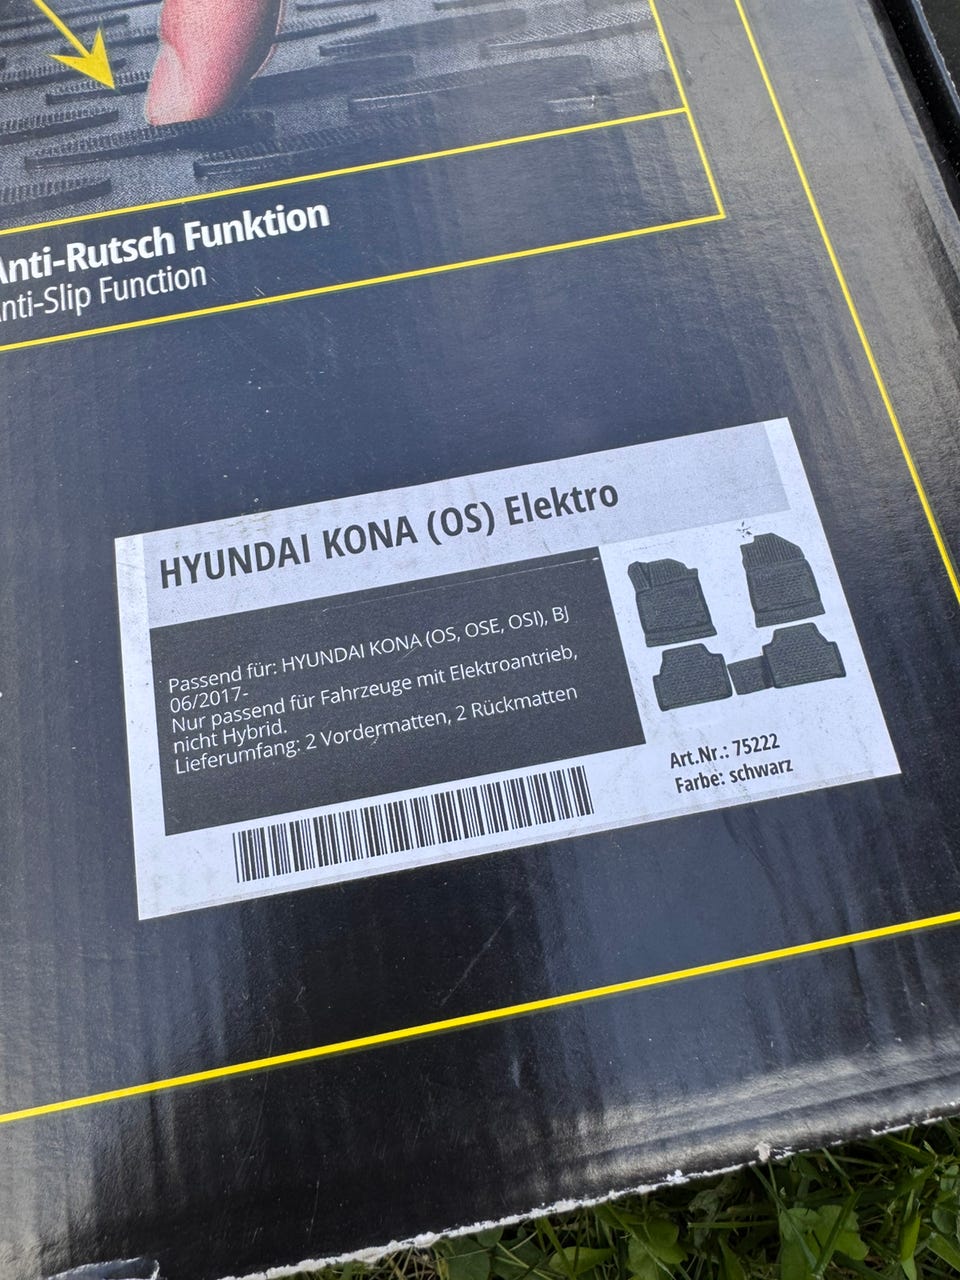 Anti-Rutsch Funktion
Anti-Slip Function
HYUNDAI KONA (OS) Elektro
Passend für: HYUNDAI KONA (OS, OSE, OSI), BJ
06/2017-
Nur passend für Fahrzeuge mit Elektroantrieb,
nicht Hybrid.
Lieferumfang: 2 Vordermatten, 2 Rückmatten
Art.Nr.: 75222
Farbe: schwarz